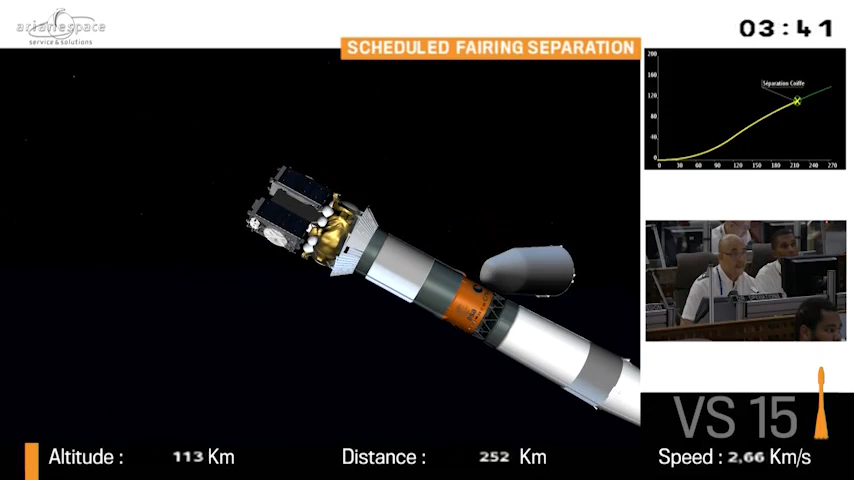 arianespace
service & solutions
03:41
SCHEDULED FAIRING SEPARATION
200
160
120
80
40
0
Séparation Coiffe
0 30 60 90 120 150 180 210 240 270
VS 15
Altitude : 113 Km
Distance : 252 Km
Speed : 2,66 Km/s